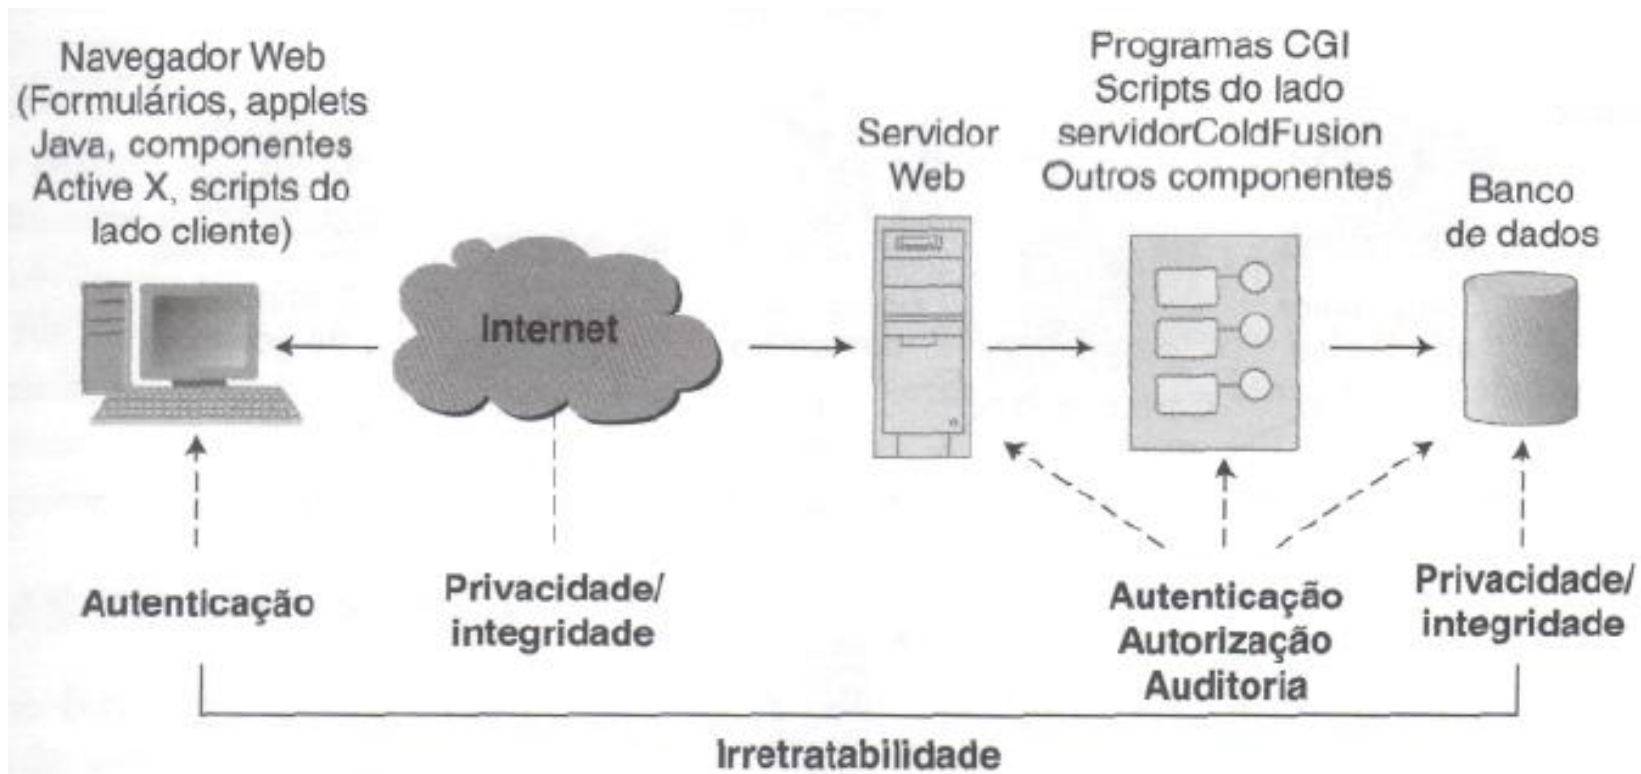 Navegador Web
(Formulários, applets
Java, componentes
Active X, scripts do
lado cliente)
Internet
Servidor
Web
Programas CGI
Scripts do lado
servidorColdFusion
Outros componentes
Banco
de dados
Autenticação
Privacidade/
integridade
Autenticação
Autorização
Auditoria
Privacidade/
integridade
Irretratabilidade